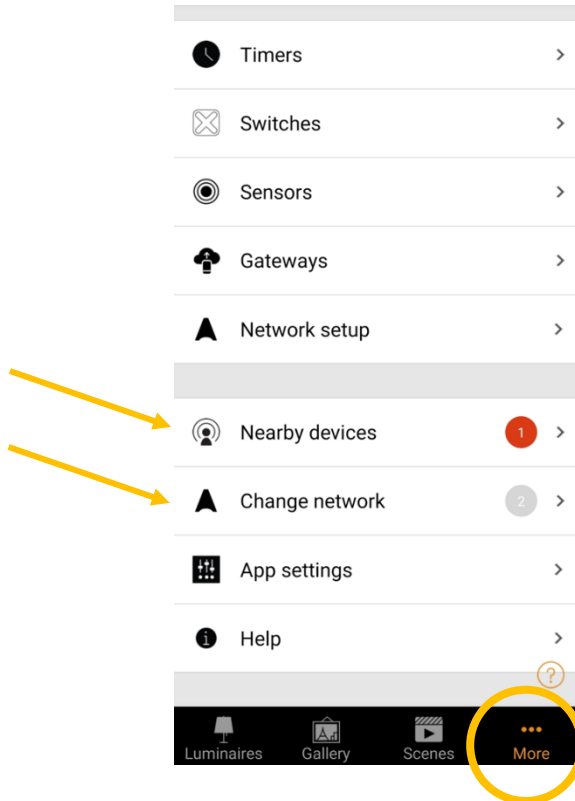 Timers
Switches
Sensors
Gateways
Network setup
Nearby devices 1
Change network 2
App settings
Help
?
Luminaires Gallery Scenes More